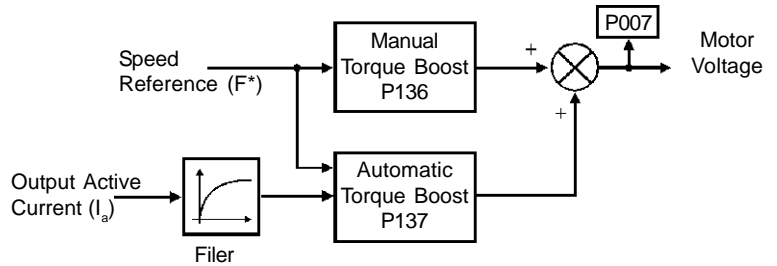 Speed
Reference (F*)
Manual
Torque Boost
P136
+
P007
Motor
Voltage
+
Output Active
Current (Ia)
Filer
Automatic
Torque Boost
P137